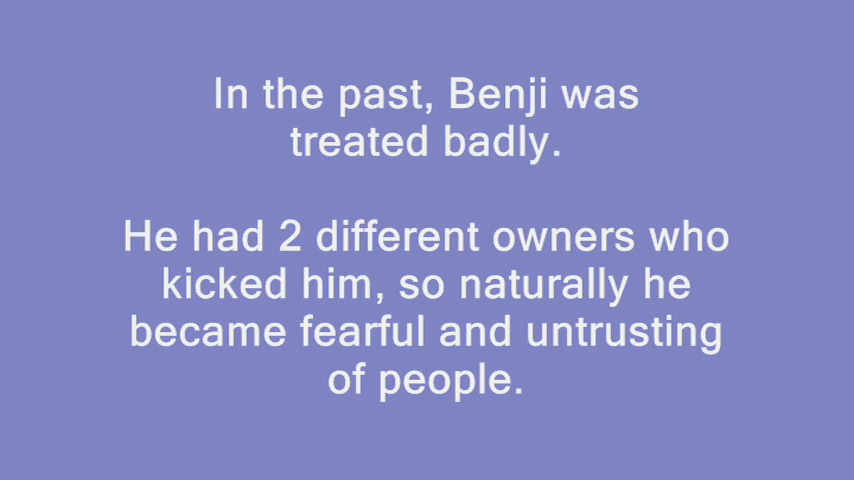 In the past, Benji was
treated badly.
He had 2 different owners who
kicked him, so naturally he
became fearful and untrusting
of people.